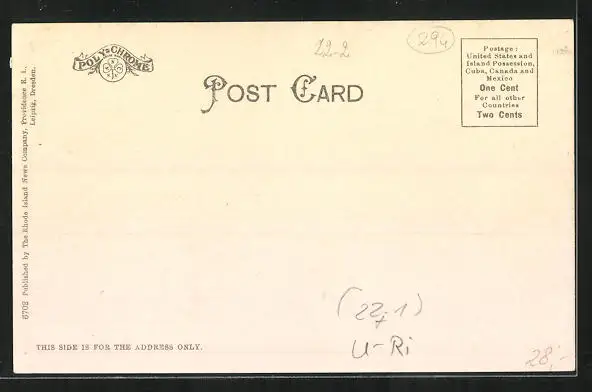 POLY-CHROME
22-2
294
POST CARD
Postage:
United States and
Island Possession,
Cuba, Canada and
Mexico
One Cent
For all other
Countries
Two Cents
6702 Published by The Rhode Island News Company, Providence R. I.,
Leipzig, Dresden.
(22,1)
U-Ri
THIS SIDE IS FOR THE ADDRESS ONLY.
28,-